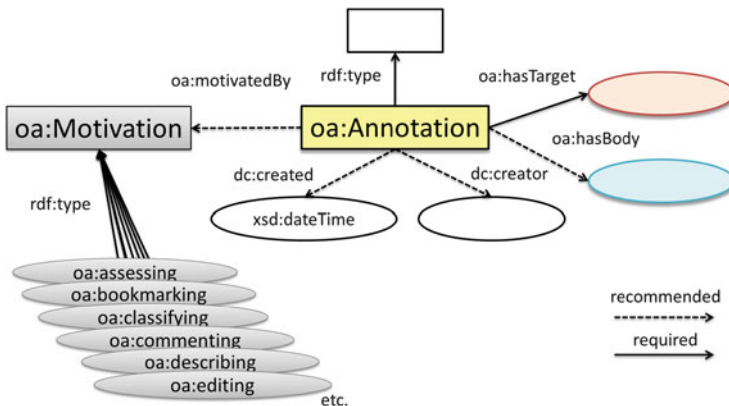 oa:motivatedBy
rdf:type
oa:hasTarget
oa:Motivation
oa:Annotation
oa:hasBody
dc:created
dc:creator
rdf:type
xsd:dateTime
oa:assessing
oa:bookmarking
oa:classifying
oa:commenting
oa:describing
oa:editing
etc.
recommended
required